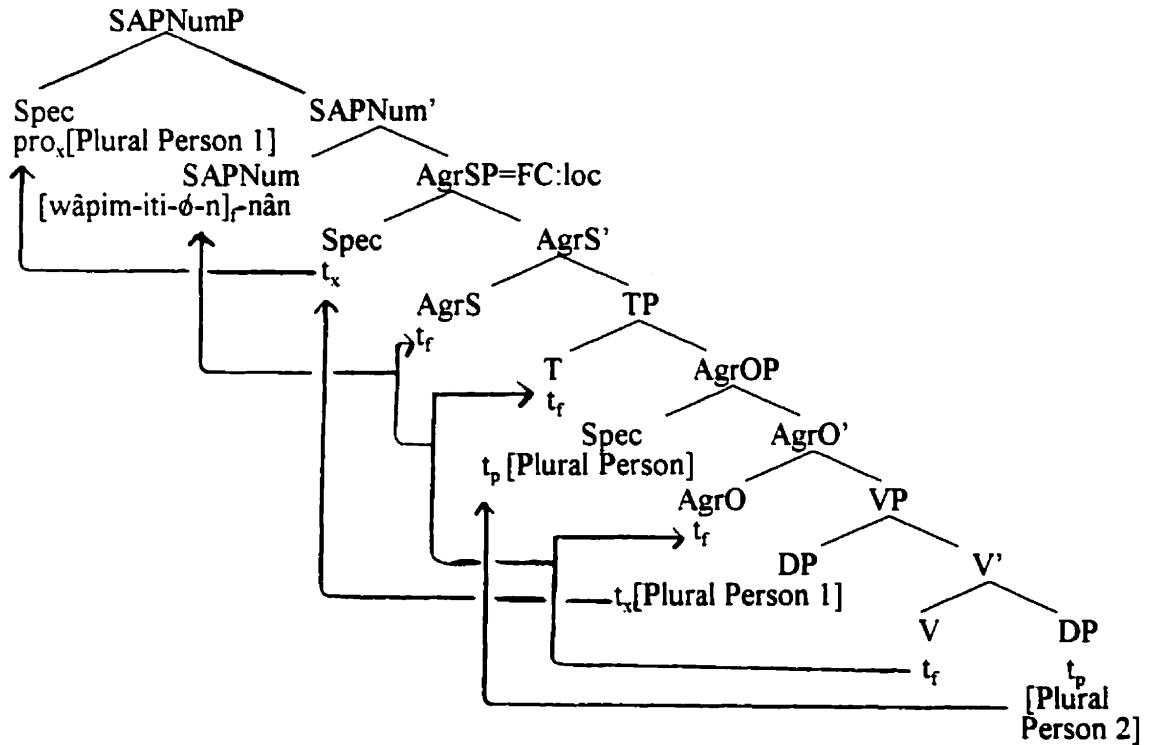 SAPNumP
Spec
SAPNum'
proₓ[Plural Person 1]
SAPNum
AgrSP=FC:loc
[wâpim-iti-ø-n]f-nân
Spec
AgrS'
tₓ
AgrS
TP
tf
T
AgrOP
tf
Spec
AgrO'
tₚ [Plural Person]
AgrO
VP
tf
DP
V'
tₓ[Plural Person 1]
V
DP
tf
tₚ
[Plural
Person 2]